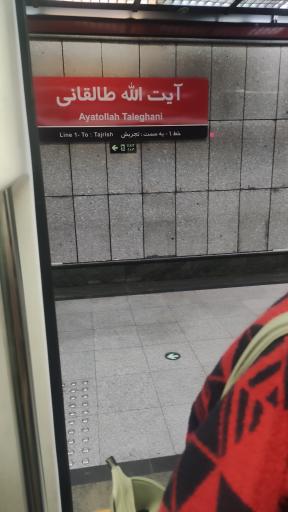 آیت الله طالقانی
Ayatollah Taleghani
Line 1- To : Tajrish خط ۱ - به سمت : تجریش